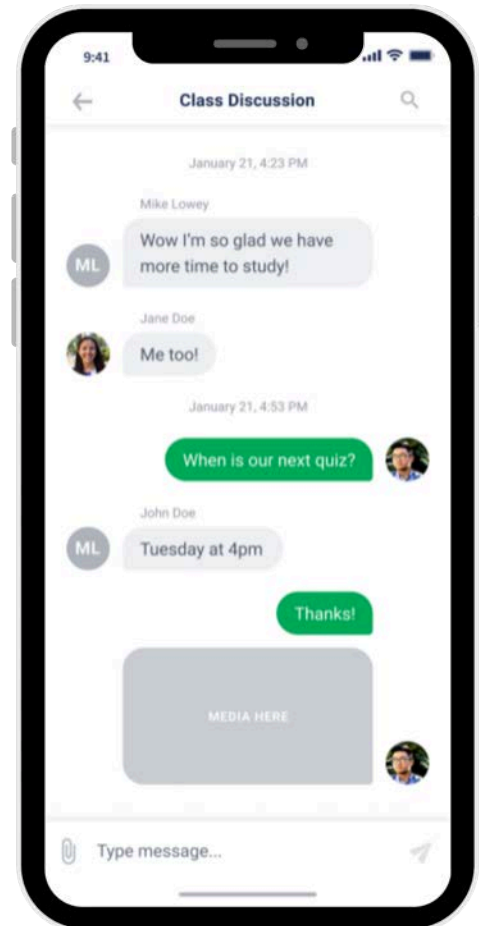 9:41
Class Discussion
January 21, 4:23 PM
Mike Lowey
ML
Wow I'm so glad we have
more time to study!
Jane Doe
Me too!
January 21, 4:53 PM
When is our next quiz?
John Doe
ML
Tuesday at 4pm
Thanks!
MEDIA HERE
Type message...